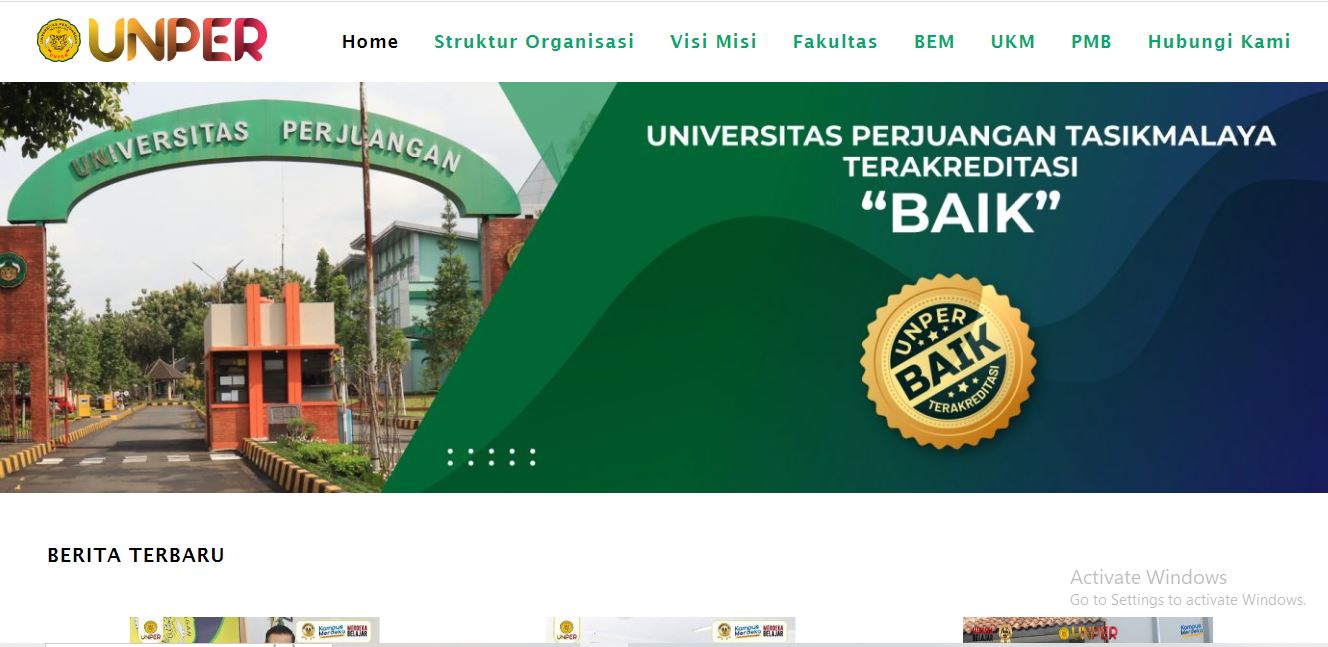 UNPER
Home Struktur Organisasi Visi Misi Fakultas BEM UKM PMB Hubungi Kami
UNIVERSITAS PERJUANGAN
UNIVERSITAS PERJUANGAN TASIKMALAYA
TERAKREDITASI
“BAIK”
UNPER
BAIK
TERAKREDITASI
BERITA TERBARU
Activate Windows
Go to Settings to activate Windows.
UNPER
Kampus
Merdeka
MERDEKA
BELAJAR
UNPER
Kampus
Merdeka
MERDEKA
BELAJAR
MERDEKA
BELAJAR
UNPER
Kampus
Merdeka